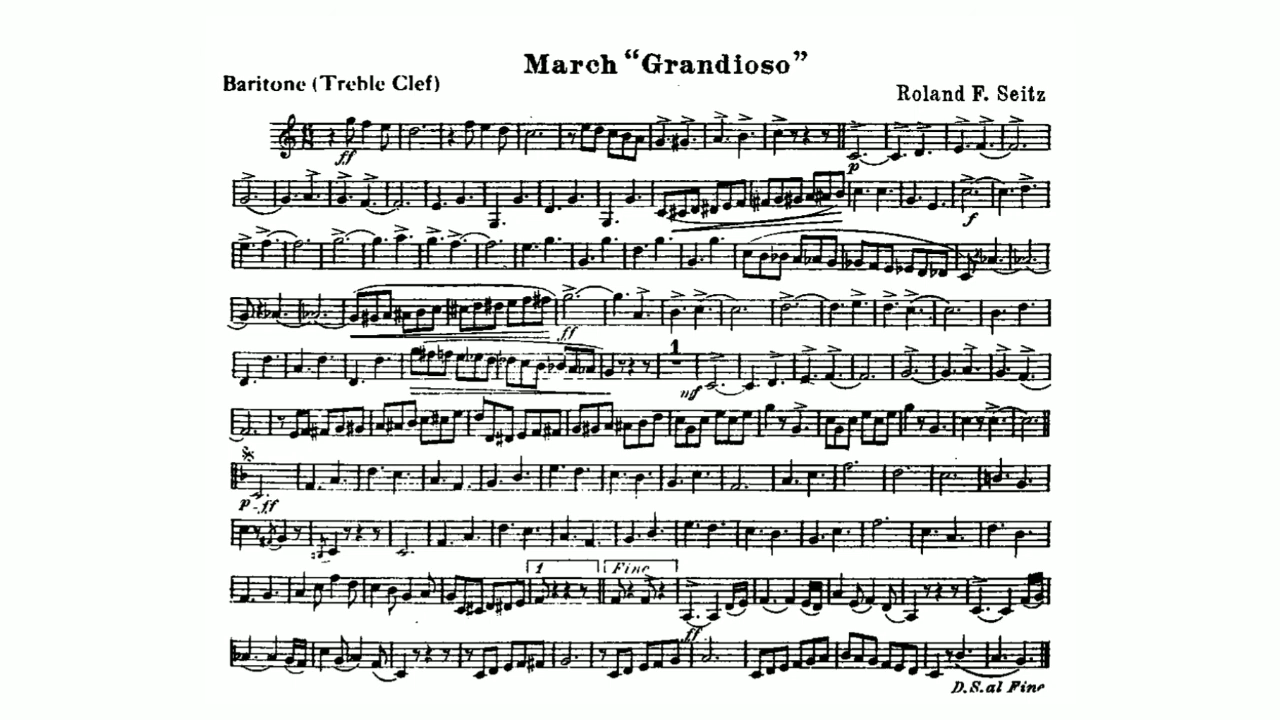 March "Grandioso"
Baritone (Treble Clef)
Roland F. Seitz
ff
p
f
ff
1
mf
p-ff
1 Fine
ff
D.S. al Fine